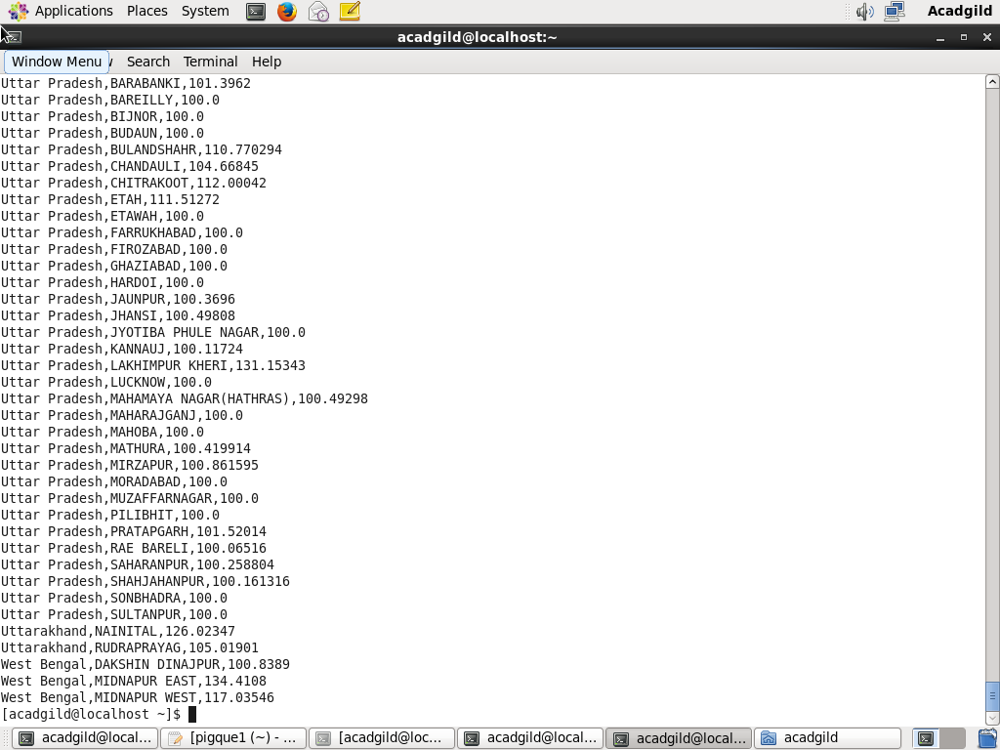 Applications Places System Acadgild
acadgild@localhost:~
Window Menu Search Terminal Help
Uttar Pradesh,BARABANKI,101.3962
Uttar Pradesh,BAREILLY,100.0
Uttar Pradesh,BIJNOR,100.0
Uttar Pradesh,BUDAUN,100.0
Uttar Pradesh,BULANDSHAHR,110.770294
Uttar Pradesh,CHANDAULI,104.66845
Uttar Pradesh,CHITRAKOOT,112.00042
Uttar Pradesh,ETAH,111.51272
Uttar Pradesh,ETAWAH,100.0
Uttar Pradesh,FARRUKHABAD,100.0
Uttar Pradesh,FIROZABAD,100.0
Uttar Pradesh,GHAZIABAD,100.0
Uttar Pradesh,HARDOI,100.0
Uttar Pradesh,JAUNPUR,100.3696
Uttar Pradesh,JHANSI,100.49808
Uttar Pradesh,JYOTIBA PHULE NAGAR,100.0
Uttar Pradesh,KANNAUJ,100.11724
Uttar Pradesh,LAKHIMPUR KHERI,131.15343
Uttar Pradesh,LUCKNOW,100.0
Uttar Pradesh,MAHAMAYA NAGAR(HATHRAS),100.49298
Uttar Pradesh,MAHARAJGANJ,100.0
Uttar Pradesh,MAHOBA,100.0
Uttar Pradesh,MATHURA,100.419914
Uttar Pradesh,MIRZAPUR,100.861595
Uttar Pradesh,MORADABAD,100.0
Uttar Pradesh,MUZAFFARNAGAR,100.0
Uttar Pradesh,PILIBHIT,100.0
Uttar Pradesh,PRATAPGARH,101.52014
Uttar Pradesh,RAE BARELI,100.06516
Uttar Pradesh,SAHARANPUR,100.258804
Uttar Pradesh,SHAHJAHANPUR,100.161316
Uttar Pradesh,SONBHADRA,100.0
Uttar Pradesh,SULTANPUR,100.0
Uttarakhand,NAINITAL,126.02347
Uttarakhand,RUDRAPRAYAG,105.01901
West Bengal,DAKSHIN DINAJPUR,100.8389
West Bengal,MIDNAPUR EAST,134.4108
West Bengal,MIDNAPUR WEST,117.03546
[acadgild@localhost ~]$
acadgild@local... [pigque1 (~) - ... [acadgild@loc... acadgild@local... acadgild@local... acadgild